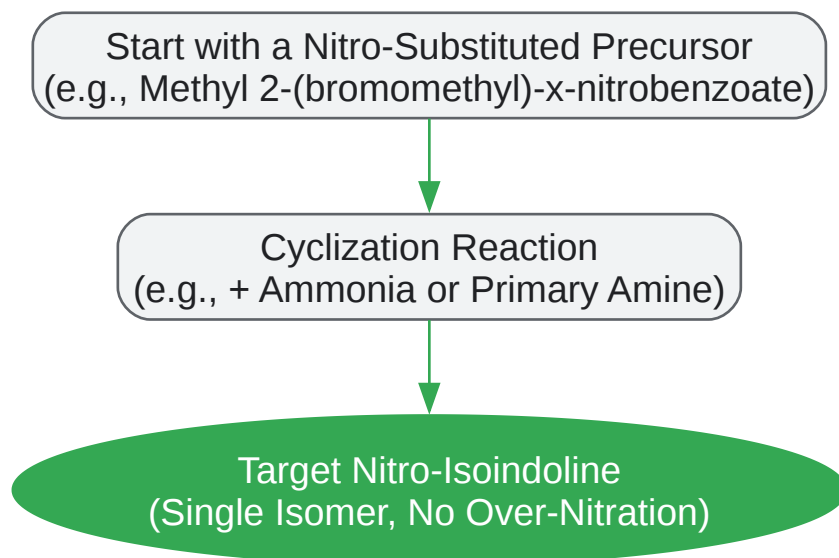 Start with a Nitro-Substituted Precursor
(e.g., Methyl 2-(bromomethyl)-x-nitrobenzoate)
Cyclization Reaction
(e.g., + Ammonia or Primary Amine)
Target Nitro-Isoindoline
(Single Isomer, No Over-Nitration)